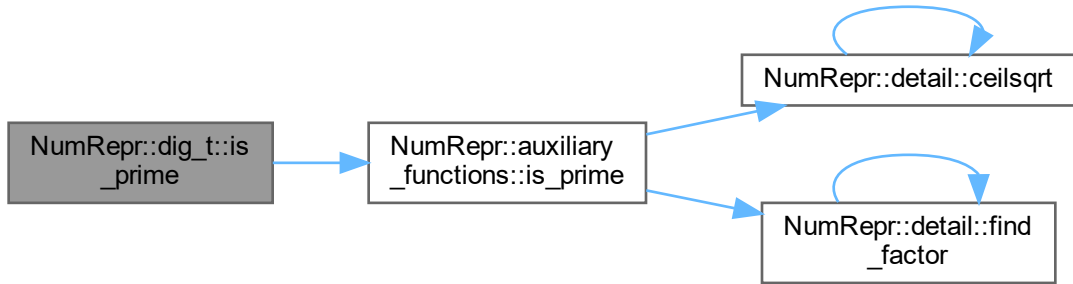 NumRepr::dig_t::is
_prime
NumRepr::auxiliary
_functions::is_prime
NumRepr::detail::ceilsqrt
NumRepr::detail::find
_factor